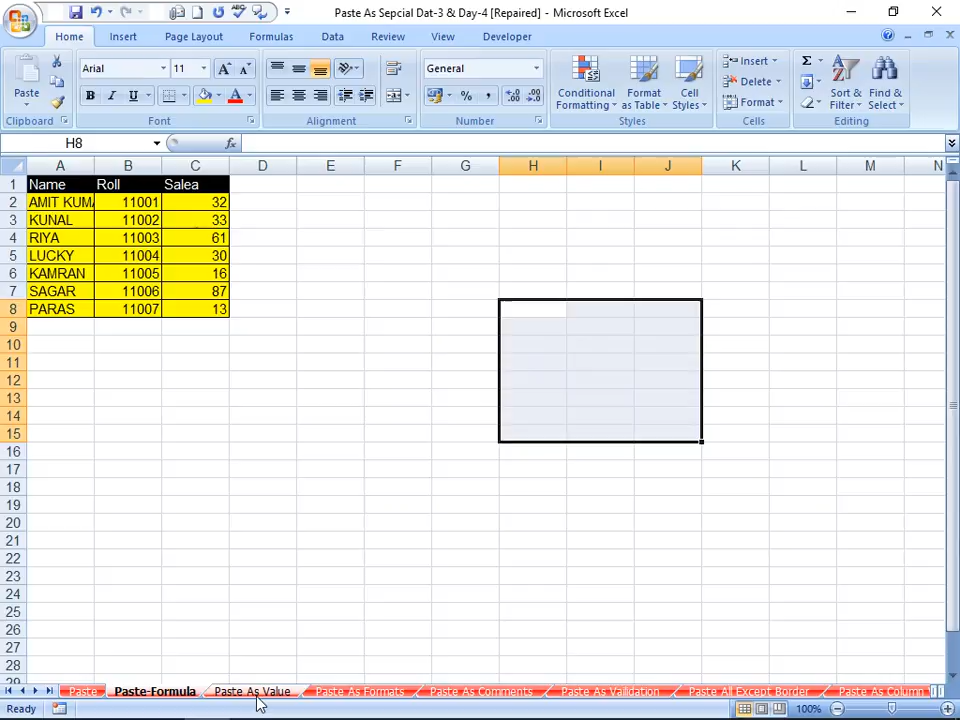 Paste As Sepcial Dat-3 & Day-4 [Repaired] - Microsoft Excel
Home Insert Page Layout Formulas Data Review View Developer
Paste Arial 11 General Conditional Formatting Format as Table Cell Styles Insert Delete Format Sort & Filter Find & Select
Clipboard Font Alignment Number Styles Cells Editing
H8 fx
A B C D E F G H I J K L M N
1 Name Roll Salea
2 AMIT KUMA 11001 32
3 KUNAL 11002 33
4 RIYA 11003 61
5 LUCKY 11004 30
6 KAMRAN 11005 16
7 SAGAR 11006 87
8 PARAS 11007 13
9
10
11
12
13
14
15
16
17
18
19
20
21
22
23
24
25
26
27
28
29
Paste Paste-Formula Paste As Value Paste As Formats Paste As Comments Paste As Vailidation Paste All Except Border Paste As Column
Ready 100%